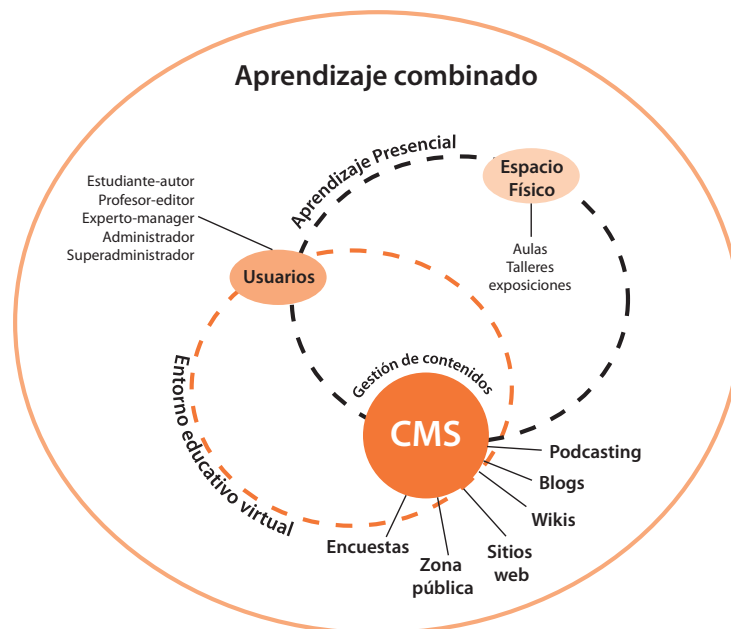 Aprendizaje combinado
Aprendizaje Presencial
Espacio
Físico
Estudiante-autor
Profesor-editor
Experto-manager
Administrador
Superadministrador
Aulas
Talleres
exposiciones
Usuarios
Gestión de contenidos
CMS
Entorno educativo virtual
Podcasting
Blogs
Wikis
Sitios
web
Zona
pública
Encuestas